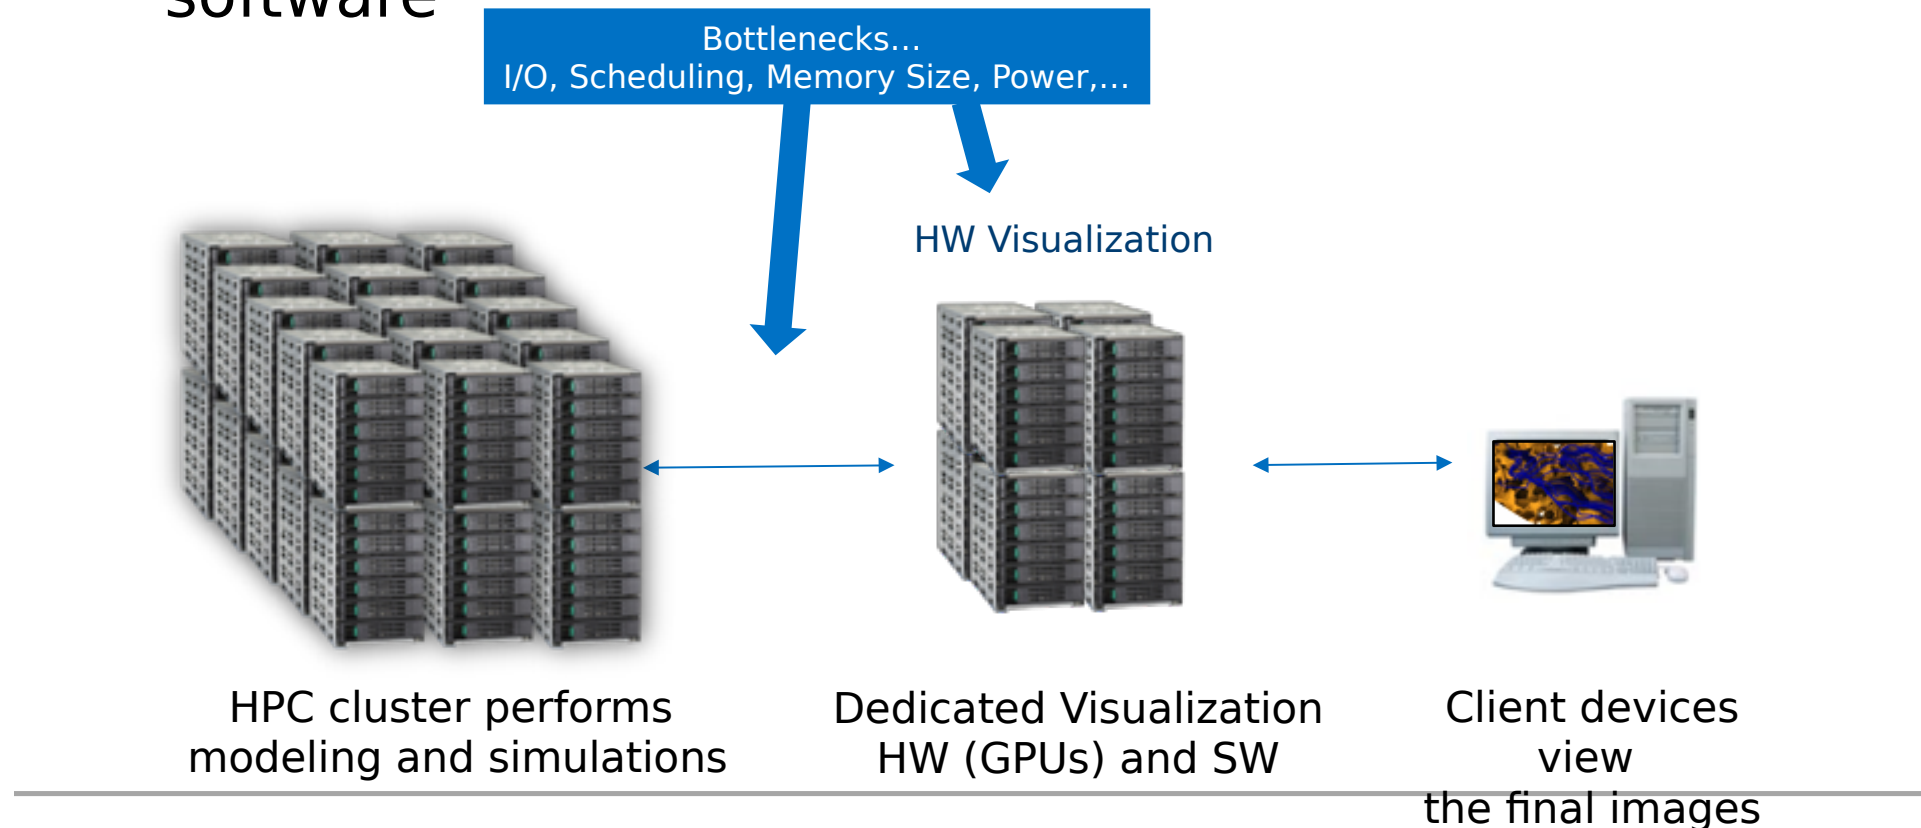 software
Bottlenecks...
I/O, Scheduling, Memory Size, Power,...
HW Visualization
HPC cluster performs
modeling and simulations
Dedicated Visualization
HW (GPUs) and SW
Client devices
view
the final images